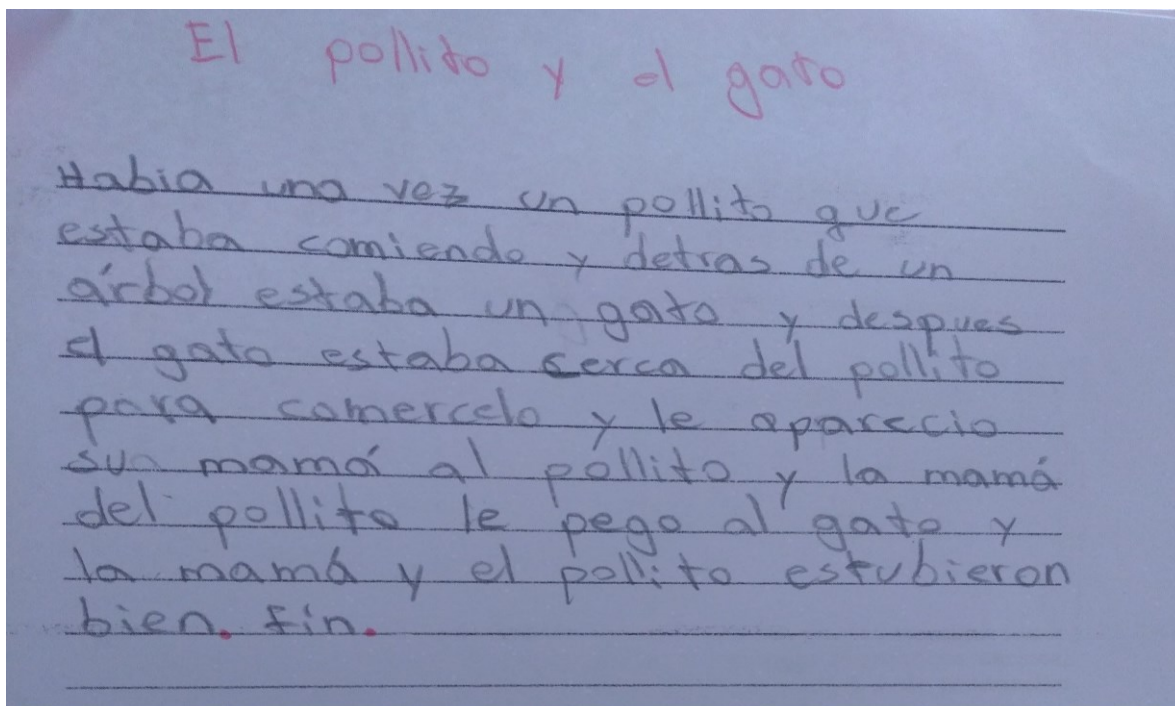 El pollito y el gato
Habia una vez un pollito que
estaba comiendo y detras de un
árbol estaba un gato y despues
el gato estaba serca del pollito
para comercelo y le aparecio
su mamá al pollito y la mamá
del pollito le pego al gato y
la mamá y el pollito estubieron
bien. fin.